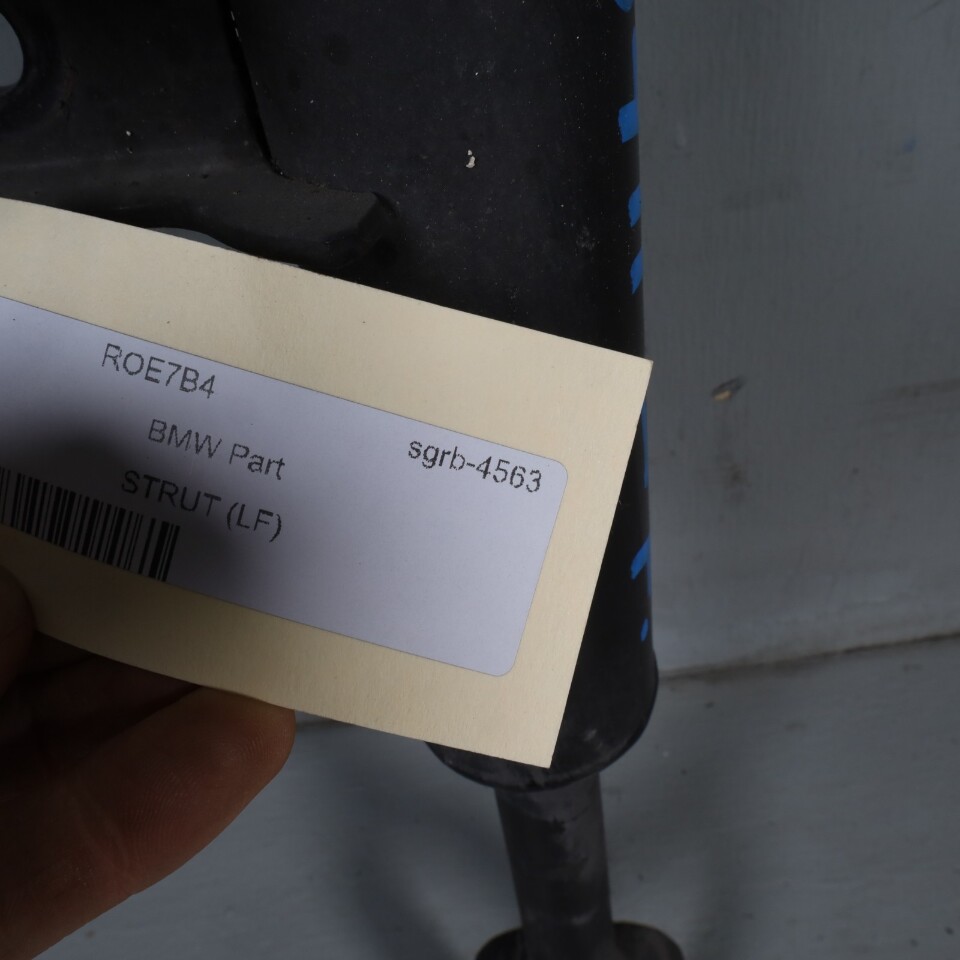 ROE7B4
BMW Part
sgrb-4563
STRUT (LF)